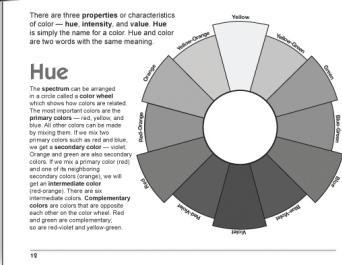 There are three properties or characteristics
of color — hue, intensity, and value. Hue
is simply the name for a color. Hue and color
are two words with the same meaning.
Hue
The spectrum can be arranged
in a circle called a color wheel
which shows how colors are related.
The most important colors are the
primary colors — red, yellow, and
blue. All other colors can be made
by mixing them. If we mix two
primary colors such as red and blue,
we get a secondary color — violet.
Orange and green are also secondary
colors. If we mix a primary color (red)
and one of its neighboring
secondary colors (orange), we will
get an intermediate color
(red-orange). There are six
intermediate colors. Complementary
colors are colors that are opposite
each other on the color wheel. Red
and green are complementary;
so are red-violet and yellow-green.
Yellow
Yellow-Green
Green
Blue-Green
Blue
Blue-Violet
Violet
Red-Violet
Red
Red-Orange
Orange
Yellow-Orange
12